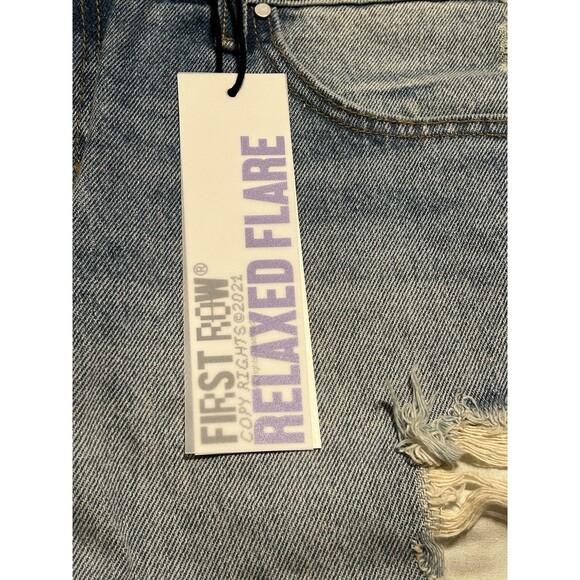 FIRST ROW®
COPY RIGHTS©2021
RELAXED FLARE